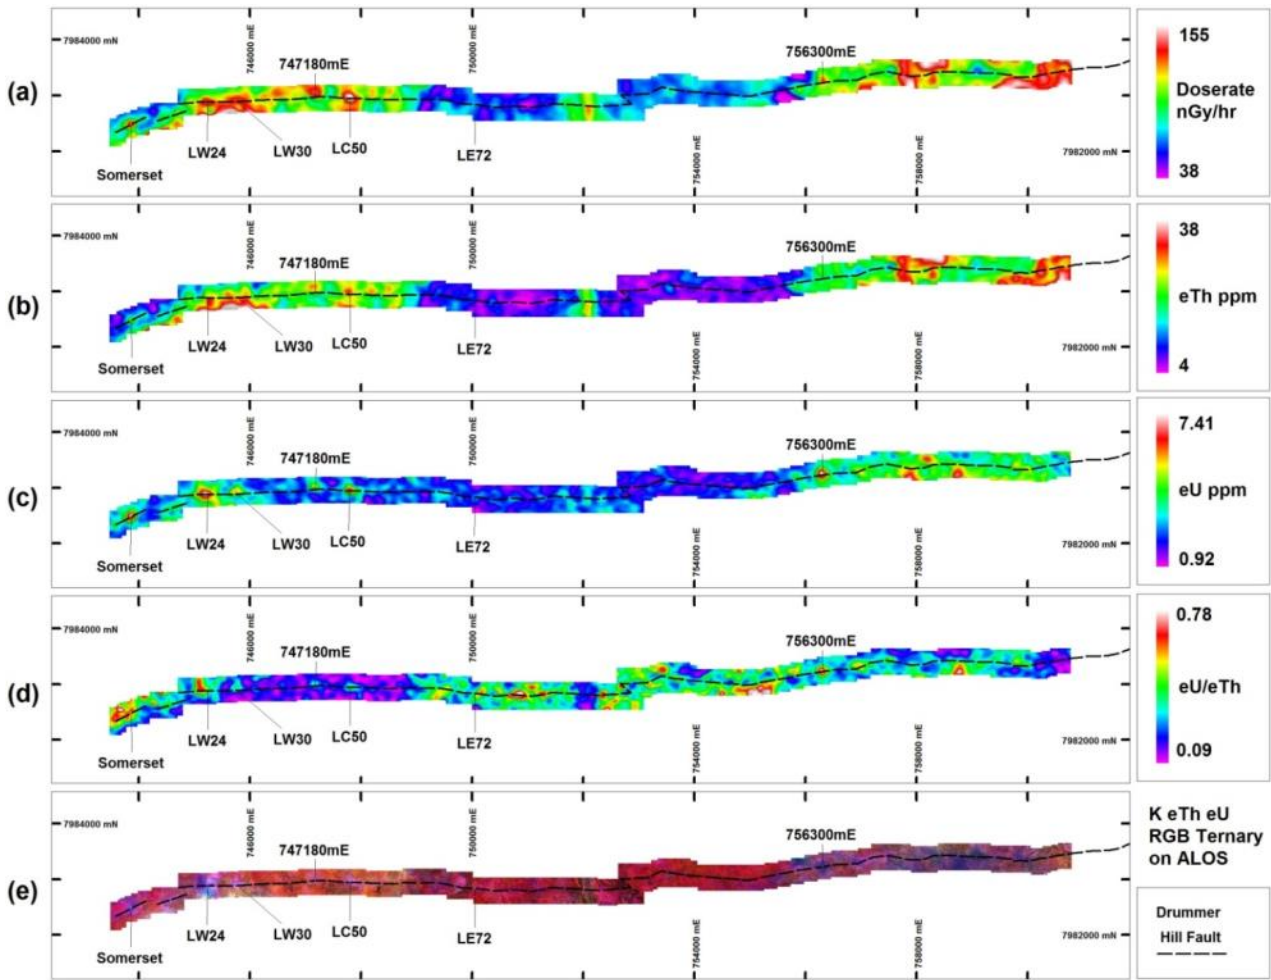 (a)
7984000 mN
746000 mE
747180mE
750000 mE
756300mE
LW24
LW30
LC50
LE72
Somerset
754000 mE
758000 mE
7982000 mN
155
Doserate
nGy/hr
38
(b)
7984000 mN
746000 mE
747180mE
750000 mE
756300mE
LW24
LW30
LC50
LE72
Somerset
754000 mE
758000 mE
7982000 mN
38
eTh ppm
4
(c)
7984000 mN
746000 mE
747180mE
750000 mE
756300mE
LW24
LW30
LC50
LE72
Somerset
754000 mE
758000 mE
7982000 mN
7.41
eU ppm
0.92
(d)
7984000 mN
746000 mE
747180mE
750000 mE
756300mE
LW24
LW30
LC50
LE72
Somerset
754000 mE
758000 mE
7982000 mN
0.78
eU/eTh
0.09
(e)
7984000 mN
746000 mE
747180mE
750000 mE
756300mE
LW24
LW30
LC50
LE72
Somerset
754000 mE
758000 mE
7982000 mN
K eTh eU
RGB Ternary
on ALOS
Drummer
Hill Fault